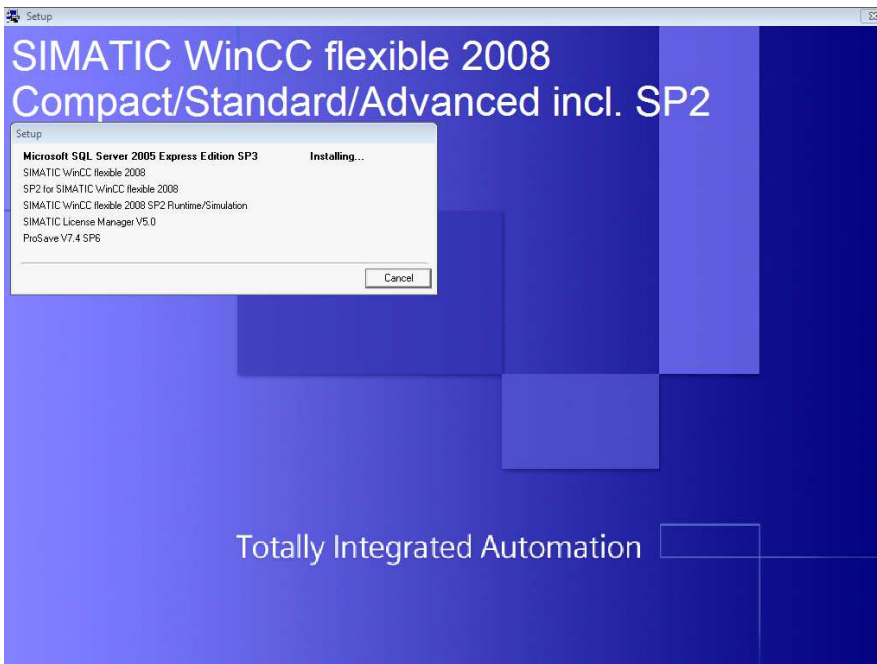 Setup
SIMATIC WinCC flexible 2008
Compact/Standard/Advanced incl. SP2
Setup
Microsoft SQL Server 2005 Express Edition SP3 Installing...
SIMATIC WinCC flexible 2008
SP2 for SIMATIC WinCC flexible 2008
SIMATIC WinCC flexible 2008 SP2 Runtime/Simulation
SIMATIC License Manager V5.0
ProSave V7.4 SP6
Cancel
Totally Integrated Automation